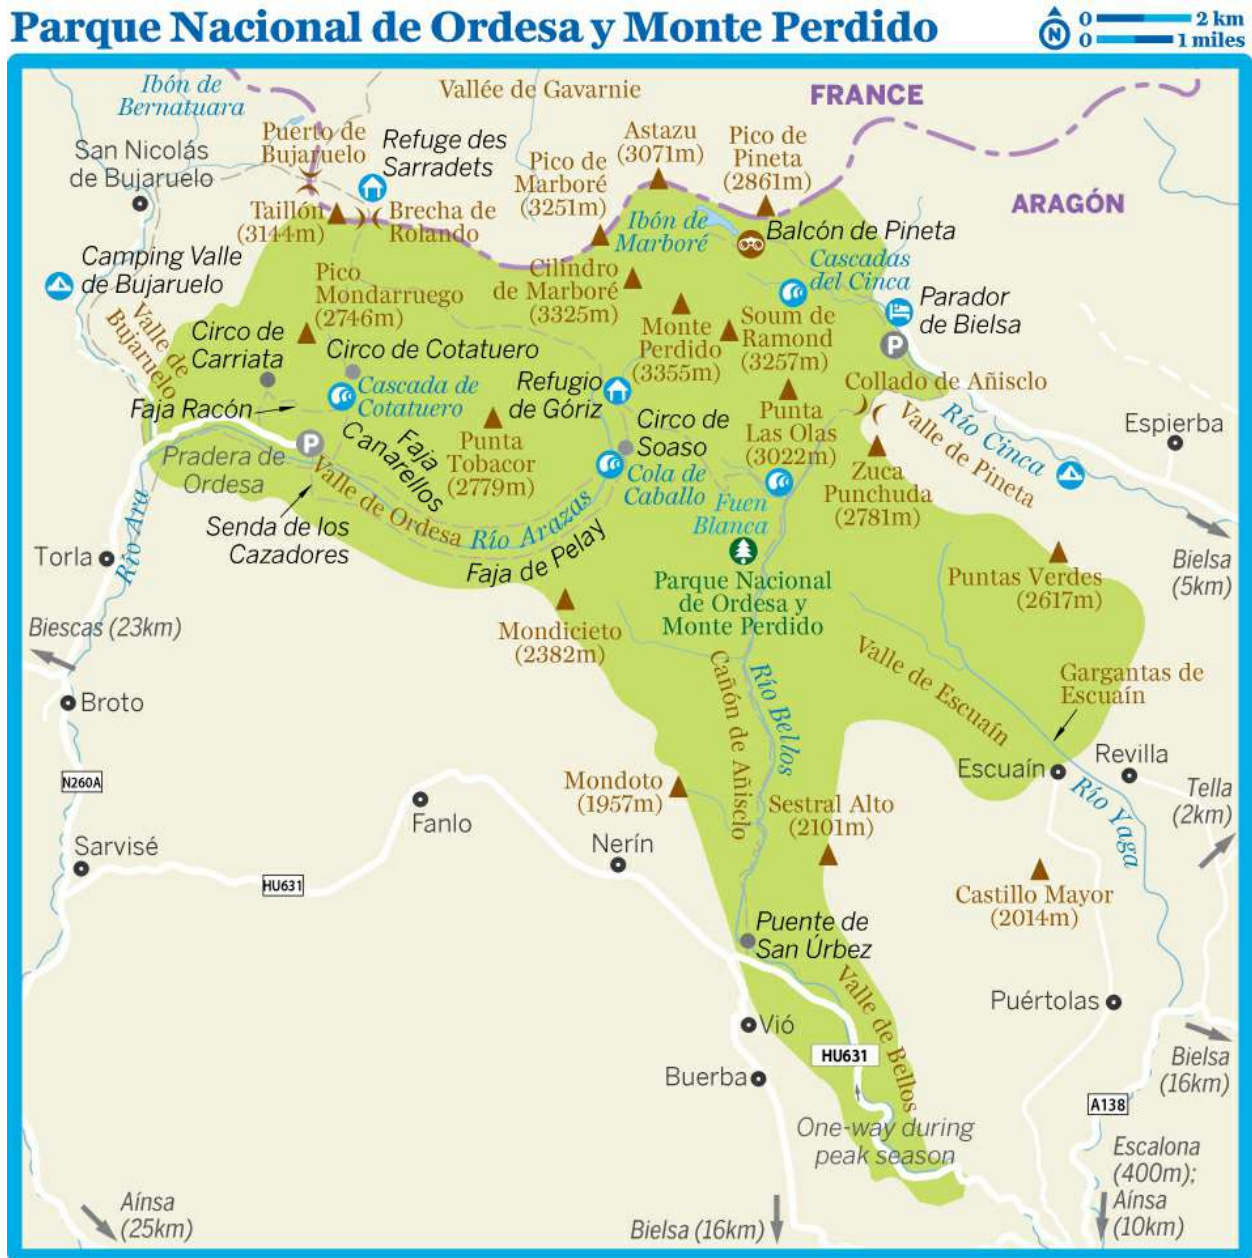 Parque Nacional de Ordesa y Monte Perdido
N
0 2 km
0 1 miles
Ibón de
Bernatuara
Vallée de Gavarnie
FRANCE
ARAGÓN
San Nicolás
de Bujaruelo
Puerto de
Bujaruelo
Refuge des
Sarradets
Astazu
(3071m)
Pico de
Pineta
(2861m)
Pico de
Marboré
(3251m)
Taillón
(3144m)
Brecha de
Rolando
Ibón de
Marboré
Balcón de Pineta
Camping Valle
de Bujaruelo
Valle de
Bujaruelo
Pico
Mondarruego
(2746m)
Cilindro
de Marboré
(3325m)
Cascadas
del Cinca
Parador
de Bielsa
P
Circo de
Carriata
Circo de Cotatuero
Monte
Perdido
(3355m)
Soum de
Ramond
(3257m)
Cascada de
Cotatuero
Refugio
de Góriz
Collado de Añisclo
Faja Racón
P
Faja
Canarellos
Punta
Tobacor
(2779m)
Circo de
Soaso
Punta
Las Olas
(3022m)
Valle de Pineta
Río Cinca
Espierba
Pradera de
Ordesa
Valle de Ordesa
Río Arazas
Cola de
Caballo
Fuen
Blanca
Zuca
Punchuda
(2781m)
Senda de los
Cazadores
Faja de Pelay
Torla
Río Ara
Bielsa
(5km)
Puntas Verdes
(2617m)
Parque Nacional
de Ordesa y
Monte Perdido
Biescas (23km)
Mondicieto
(2382m)
Broto
Cañón de Añisclo
Río Bellos
Valle de Escuaín
Gargantas de
Escuaín
Escuaín
Revilla
N260A
Mondoto
(1957m)
Sestral Alto
(2101m)
Río Yaga
Tella
(2km)
Fanlo
Nerín
Sarvisé
HU631
Castillo Mayor
(2014m)
Puente de
San Úrbez
Valle de Bellos
Puértolas
Vió
HU631
Bielsa
(16km)
Buerba
A138
One-way during
peak season
Escalona
(400m);
Aínsa
(10km)
Aínsa
(25km)
Bielsa (16km)